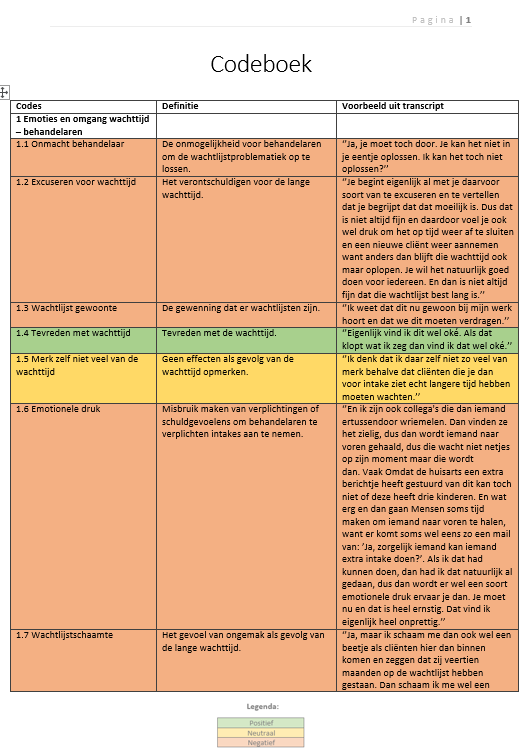 Pagina | 1
Codeboek
Codes
Definitie
Voorbeeld uit transcript
1 Emoties en omgang wachttijd
– behandelaren
1.1 Onmacht behandelaar
De onmogelijkheid voor behandelaren
om de wachtlijstproblematiek op te
lossen.
“Ja, je moet toch door. Je kan het niet in
je eentje oplossen. Ik kan het toch niet
oplossen?”
1.2 Excuseren voor wachttijd
Het verontschuldigen voor de lange
wachttijd.
“Je begint eigenlijk al met je daarvoor
soort van te excuseren en te vertellen
dat je begrijpt dat dat moeilijk is. Dus dat
is niet altijd fijn en daardoor voel je ook
wel druk om het op tijd weer af te sluiten
en een nieuwe cliënt weer aannemen
want anders dan blijft die wachttijd ook
maar oplopen. Je wil het natuurlijk goed
doen voor iedereen. En dan is niet altijd
fijn dat die wachtlijst best lang is.”
1.3 Wachtlijst gewoonte
De gewenning dat er wachtlijsten zijn.
“Ik weet dat dit nu gewoon bij mijn werk
hoort en dat we dit moeten verdragen.”
1.4 Tevreden met wachttijd
Tevreden met de wachttijd.
“Eigenlijk vind ik dit wel oké. Als dat
klopt wat ik zeg dan vind ik dat wel oké.”
1.5 Merk zelf niet veel van de
wachttijd
Geen effecten als gevolg van de
wachttijd opmerken.
“Ik denk dat ik daar zelf niet zo veel van
merk behalve dat cliënten die je dan
voor intake ziet echt langere tijd hebben
moeten wachten.”
1.6 Emotionele druk
Misbruik maken van verplichtingen of
schuldgevoelens om behandelaren te
verplichten intakes aan te nemen.
“En ik zijn ook collega’s die dan iemand
ertussendoor wriemelen. Dan vinden ze
het zielig, dus dan wordt iemand naar
voren gehaald, dus die wacht niet netjes
op zijn moment maar die wordt
dan. Vaak Omdat de huisarts een extra
berichtje heeft gestuurd van dit kan toch
niet of deze heeft drie kinderen. En wat
erg en dan gaan Mensen soms tijd
maken om iemand naar voren te halen,
want er komt soms wel eens zo een mail
van: ‘Ja, zorgelijk iemand kan iemand
extra intake doen?’. Als ik dat had
kunnen doen, dan had ik dat natuurlijk al
gedaan, dus dan wordt er wel een soort
emotionele druk ervaar je dan. Je moet
nu en dat is heel ernstig. Dat vind ik
eigenlijk heel onprettig.”
1.7 Wachtlijstschaamte
Het gevoel van ongemak als gevolg van
de lange wachttijd.
“Ja, maar ik schaam me dan ook wel een
beetje als cliënten hier dan binnen
komen en zeggen dat zij veertien
maanden op de wachtlijst hebben
gestaan. Dan schaam ik me wel een
Legenda:
Positief
Neutraal
Negatief